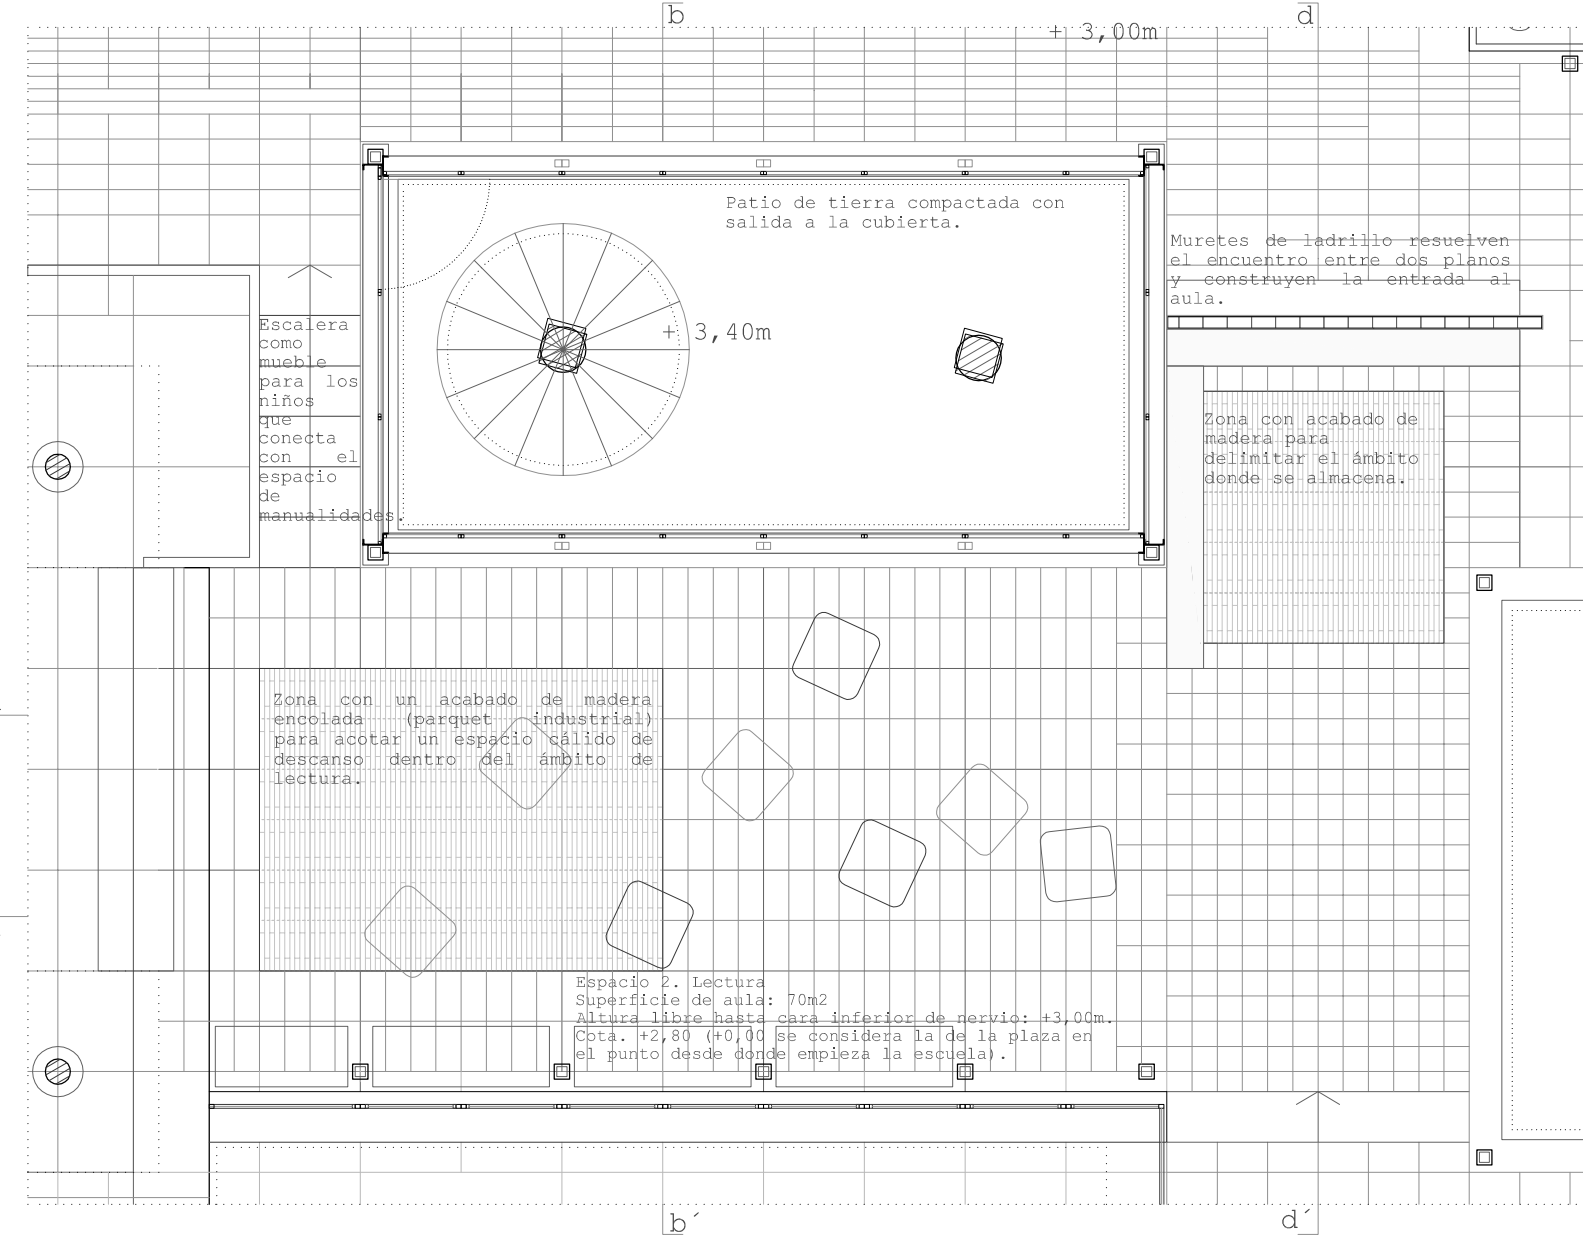 b
d
+ 3,00m
Patio de tierra compactada con
salida a la cubierta.
Muretes de ladrillo resuelven
el encuentro entre dos planos
y construyen la entrada al
aula.
Escalera
como
mueble
para los
niños
que
conecta
con el
espacio
de
manualidades.
+ 3,40m
Zona con acabado de
madera para
delimitar el ámbito
donde se almacena.
Zona con un acabado de madera
encolada (parquet industrial)
para acotar un espacio cálido de
descanso dentro del ámbito de
lectura.
Espacio 2. Lectura
Superficie de aula: 70m2
Altura libre hasta cara inferior de nervio: +3,00m.
Cota. +2,80 (+0,00 se considera la de la plaza en
el punto desde donde empieza la escuela).
b´
d´